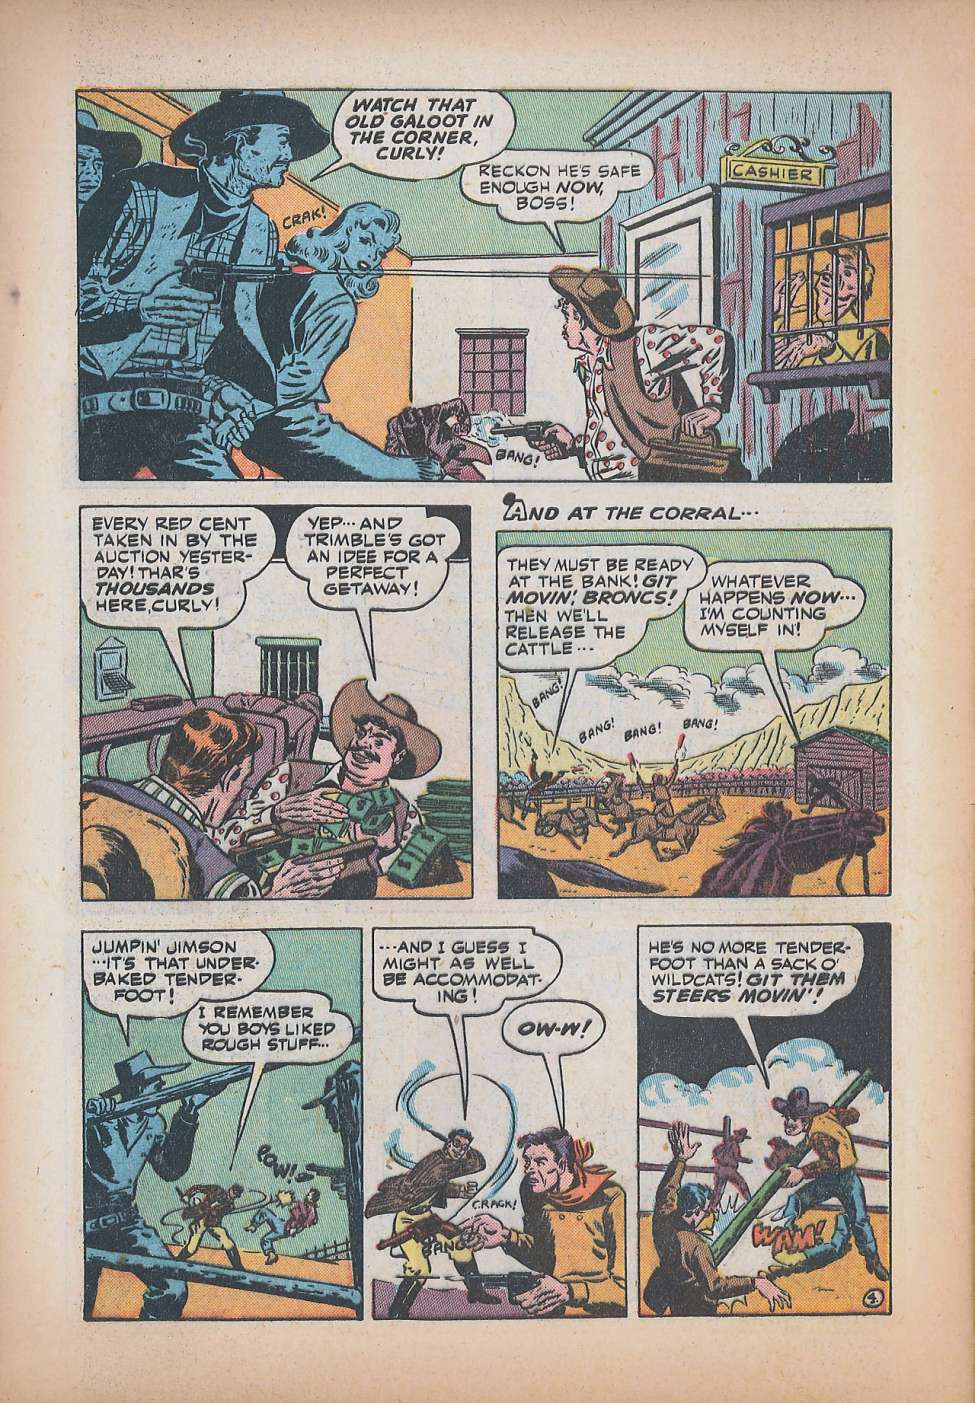 WATCH THAT
OLD GALOOT IN
THE CORNER,
CURLY!
RECKON HE'S SAFE
ENOUGH NOW,
BOSS!
CASHIER
CRAK!
BANG!
EVERY RED CENT
TAKEN IN BY THE
AUCTION YESTER-
DAY! THAR'S
THOUSANDS
HERE, CURLY!
YEP... AND
TRIMBLE'S GOT
AN IDEE FOR A
PERFECT
GETAWAY!
AND AT THE CORRAL...
THEY MUST BE READY
AT THE BANK! GIT
MOVIN', BRONCS!
THEN WE'LL
RELEASE THE
CATTLE...
WHATEVER
HAPPENS NOW...
I'M COUNTING
MYSELF IN!
BANG!
BANG!
BANG!
BANG!
JUMPIN' JIMSON
...IT'S THAT UNDER-
BAKED TENDER-
FOOT!
I REMEMBER
YOU BOYS LIKED
ROUGH STUFF...
POW!
...AND I GUESS I
MIGHT AS WELL
BE ACCOMMODAT-
ING!
OW-W!
CRACK!
BANG
HE'S NO MORE TENDER-
FOOT THAN A SACK O'
WILDCATS! GIT THEM
STEERS MOVIN'!
WAM!
4